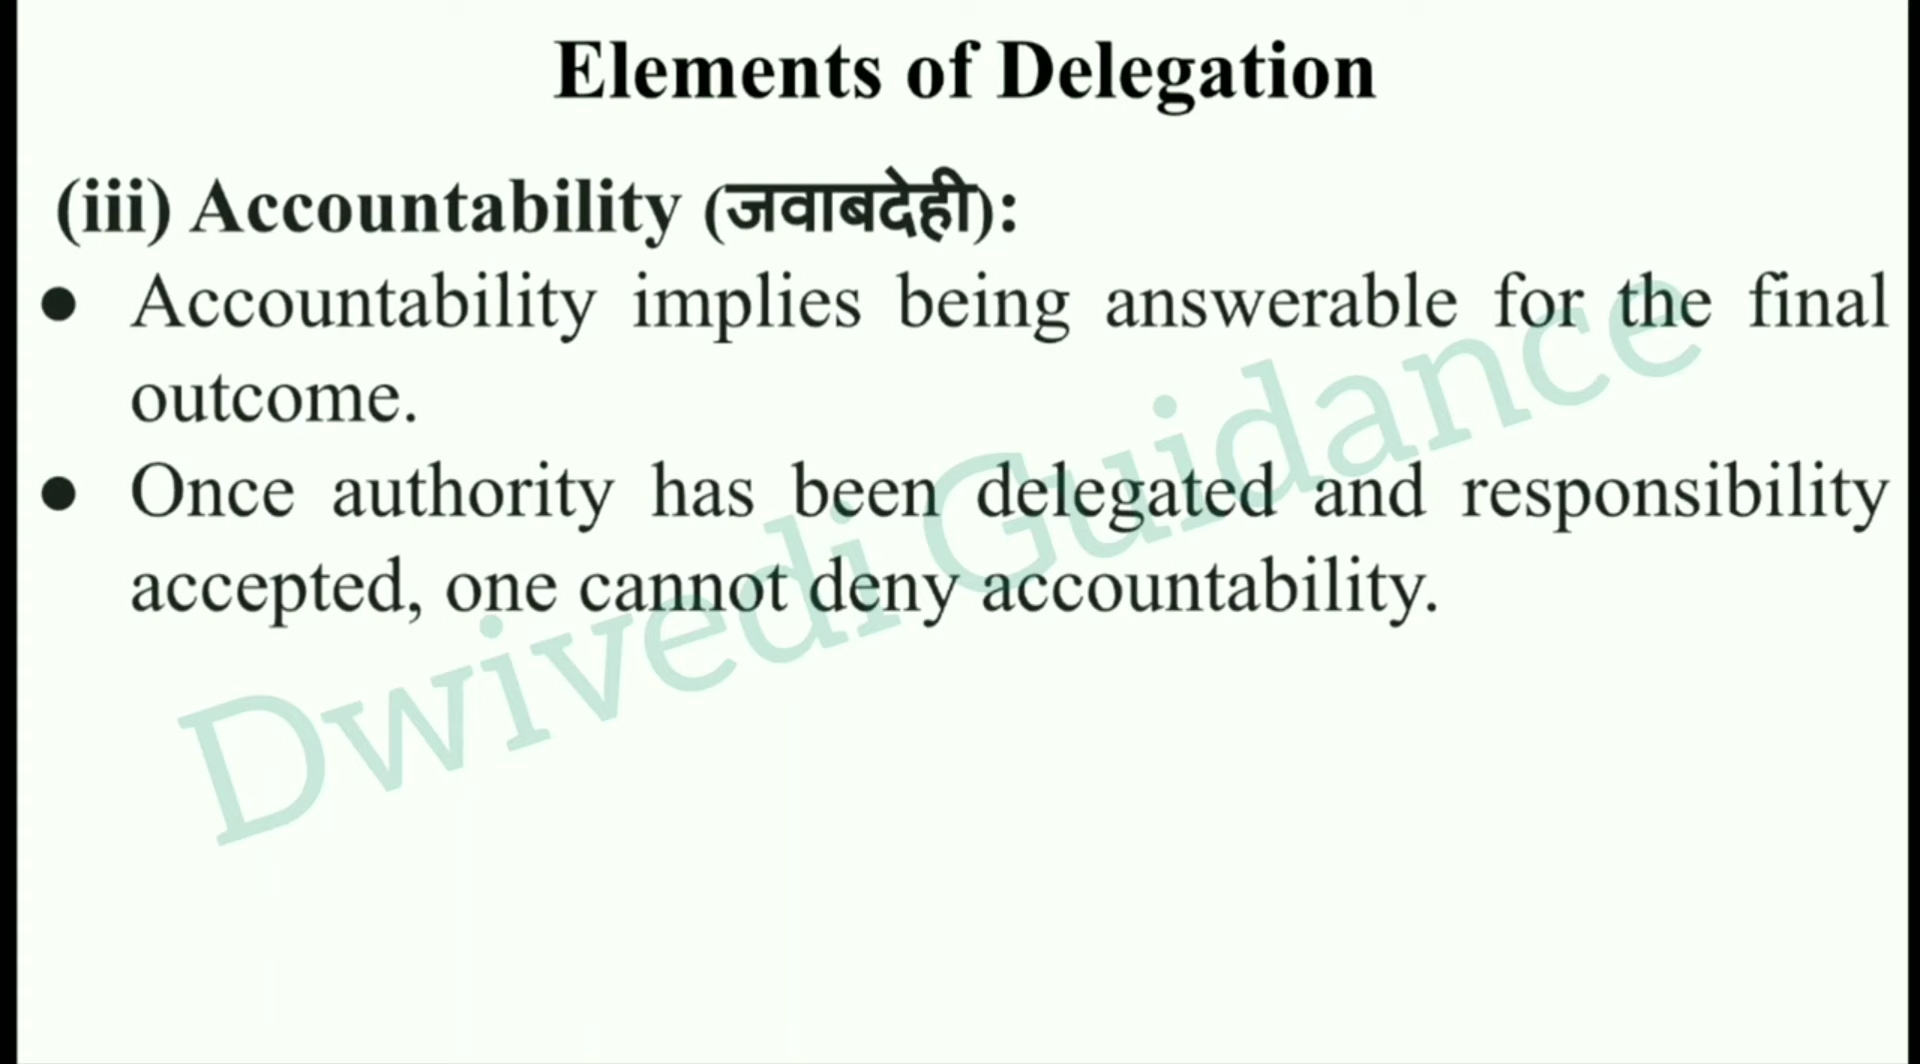 Elements of Delegation
(iii) Accountability (जवाबदेही):
● Accountability implies being answerable for the final
outcome.
● Once authority has been delegated and responsibility
accepted, one cannot deny accountability.
Dwivedi Guidance